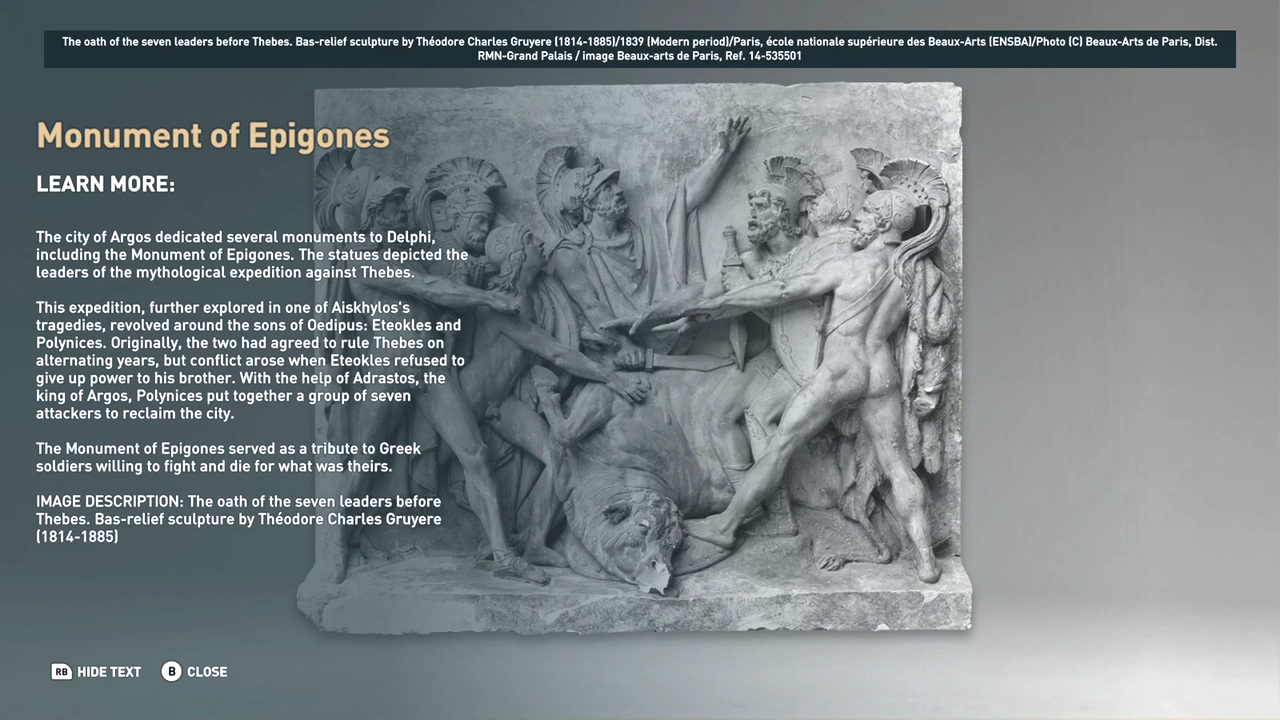 The oath of the seven leaders before Thebes. Bas-relief sculpture by Théodore Charles Gruyere (1814-1885)/1839 (Modern period)/Paris, école nationale supérieure des Beaux-Arts (ENSBA)/Photo (C) Beaux-Arts de Paris, Dist.
RMN-Grand Palais / image Beaux-arts de Paris, Ref. 14-535501
Monument of Epigones
LEARN MORE:
The city of Argos dedicated several monuments to Delphi,
including the Monument of Epigones. The statues depicted the
leaders of the mythological expedition against Thebes.
This expedition, further explored in one of Aiskhylos's
tragedies, revolved around the sons of Oedipus: Eteokles and
Polynices. Originally, the two had agreed to rule Thebes on
alternating years, but conflict arose when Eteokles refused to
give up power to his brother. With the help of Adrastos, the
king of Argos, Polynices put together a group of seven
attackers to reclaim the city.
The Monument of Epigones served as a tribute to Greek
soldiers willing to fight and die for what was theirs.
IMAGE DESCRIPTION: The oath of the seven leaders before
Thebes. Bas-relief sculpture by Théodore Charles Gruyere
(1814-1885)
RB HIDE TEXT B CLOSE